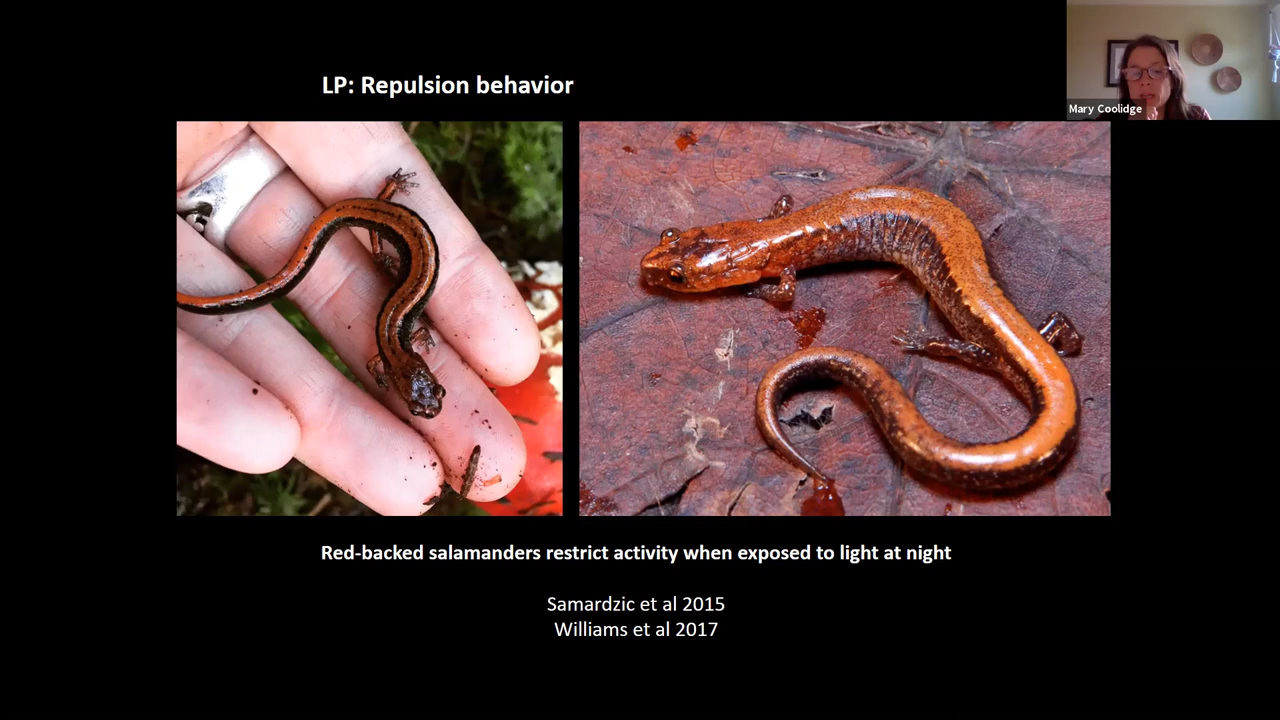 LP: Repulsion behavior
Mary Coolidge
Red-backed salamanders restrict activity when exposed to light at night
Samardzic et al 2015
Williams et al 2017